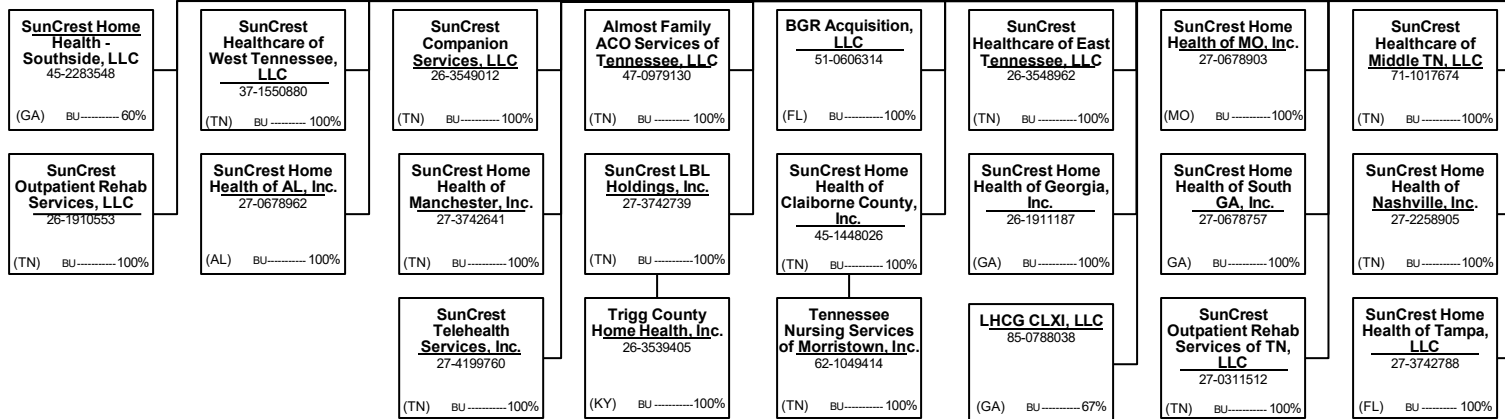 SunCrest Home
Health -
Southside, LLC
45-2283548
(GA) BU----------- 60%
SunCrest
Healthcare of
West Tennessee,
LLC
37-1550880
(TN) BU ---------- 100%
SunCrest
Companion
Services, LLC
26-3549012
(TN) BU -----------100%
Almost Family
ACO Services of
Tennessee, LLC
47-0979130
(TN) BU ---------- 100%
BGR Acquisition,
LLC
51-0606314
(FL) BU-----------100%
SunCrest
Healthcare of East
Tennessee, LLC
26-3548962
(TN) BU ---------- 100%
SunCrest Home
Health of MO, Inc.
27-0678903
(MO) BU -----------100%
SunCrest
Healthcare of
Middle TN, LLC
71-1017674
(TN) BU ---------- 100%
SunCrest
Outpatient Rehab
Services, LLC
26-1910553
(TN) BU-----------100%
SunCrest Home
Health of AL, Inc.
27-0678962
(AL) BU----------- 100%
SunCrest Home
Health of
Manchester, Inc.
27-3742641
(TN) BU ---------- 100%
SunCrest LBL
Holdings, Inc.
27-3742739
(TN) BU ---------- 100%
SunCrest Home
Health of
Claiborne County,
Inc.
45-1448026
(TN) BU ---------- 100%
SunCrest Home
Health of Georgia,
Inc.
26-1911187
(GA) BU -----------100%
SunCrest Home
Health of South
GA, Inc.
27-0678757
GA) BU -----------100%
SunCrest Home
Health of
Nashville, Inc.
27-2258905
(TN) BU ---------- 100%
SunCrest
Telehealth
Services, Inc.
27-4199760
(TN) BU ---------- 100%
Trigg County
Home Health, Inc.
26-3539405
(KY) BU -----------100%
Tennessee
Nursing Services
of Morristown, Inc.
62-1049414
(TN) BU ---------- 100%
LHCG CLXI, LLC
85-0788038
(GA) BU -----------67%
SunCrest
Outpatient Rehab
Services of TN,
LLC
27-0311512
(TN) BU ---------- 100%
SunCrest Home
Health of Tampa,
LLC
27-3742788
(FL) BU ---------- 100%